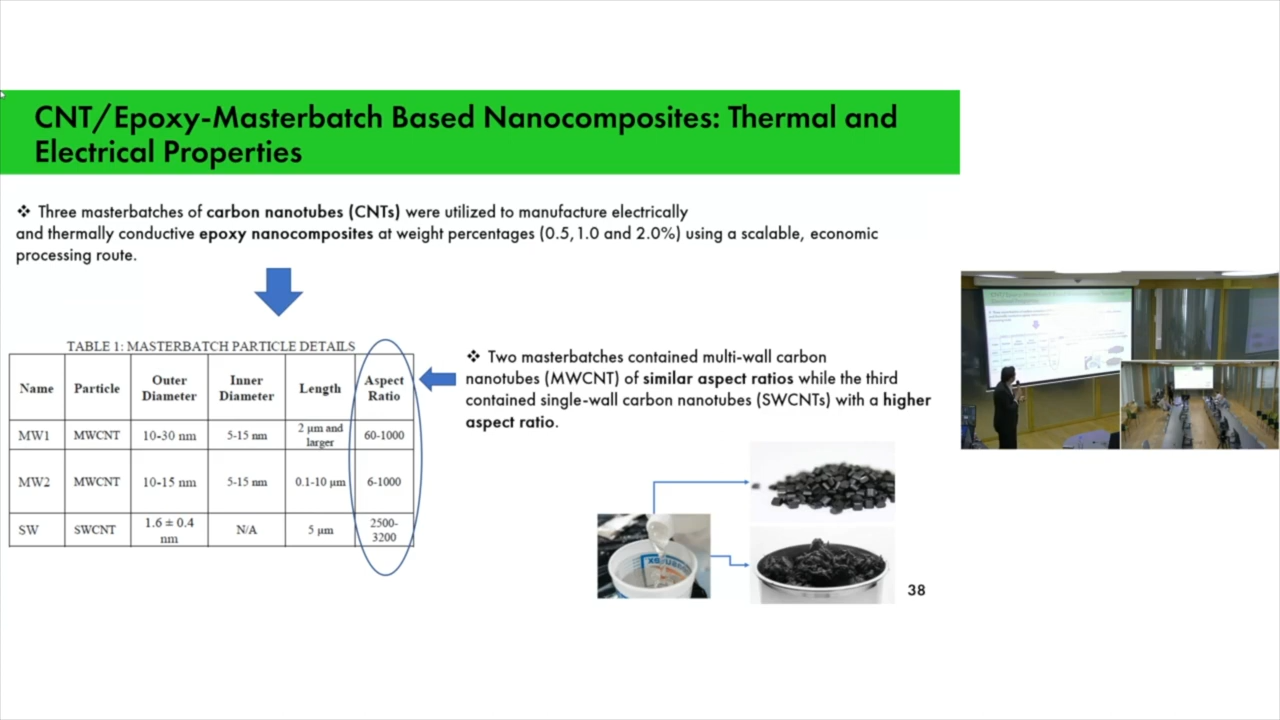 CNT/Epoxy-Masterbatch Based Nanocomposites: Thermal and
Electrical Properties
❖ Three masterbatches of carbon nanotubes (CNTs) were utilized to manufacture electrically
and thermally conductive epoxy nanocomposites at weight percentages (0.5, 1.0 and 2.0%) using a scalable, economic
processing route.
TABLE 1: MASTERBATCH PARTICLE DETAILS
Name Particle Outer Diameter Inner Diameter Length Aspect Ratio
MW1 MWCNT 10-30 nm 5-15 nm 2 μm and larger 60-1000
MW2 MWCNT 10-15 nm 5-15 nm 0.1-10 μm 6-1000
SW SWCNT 1.6 ± 0.4 nm N/A 5 μm 2500-3200
❖ Two masterbatches contained multi-wall carbon
nanotubes (MWCNT) of similar aspect ratios while the third
contained single-wall carbon nanotubes (SWCNTs) with a higher
aspect ratio.
38